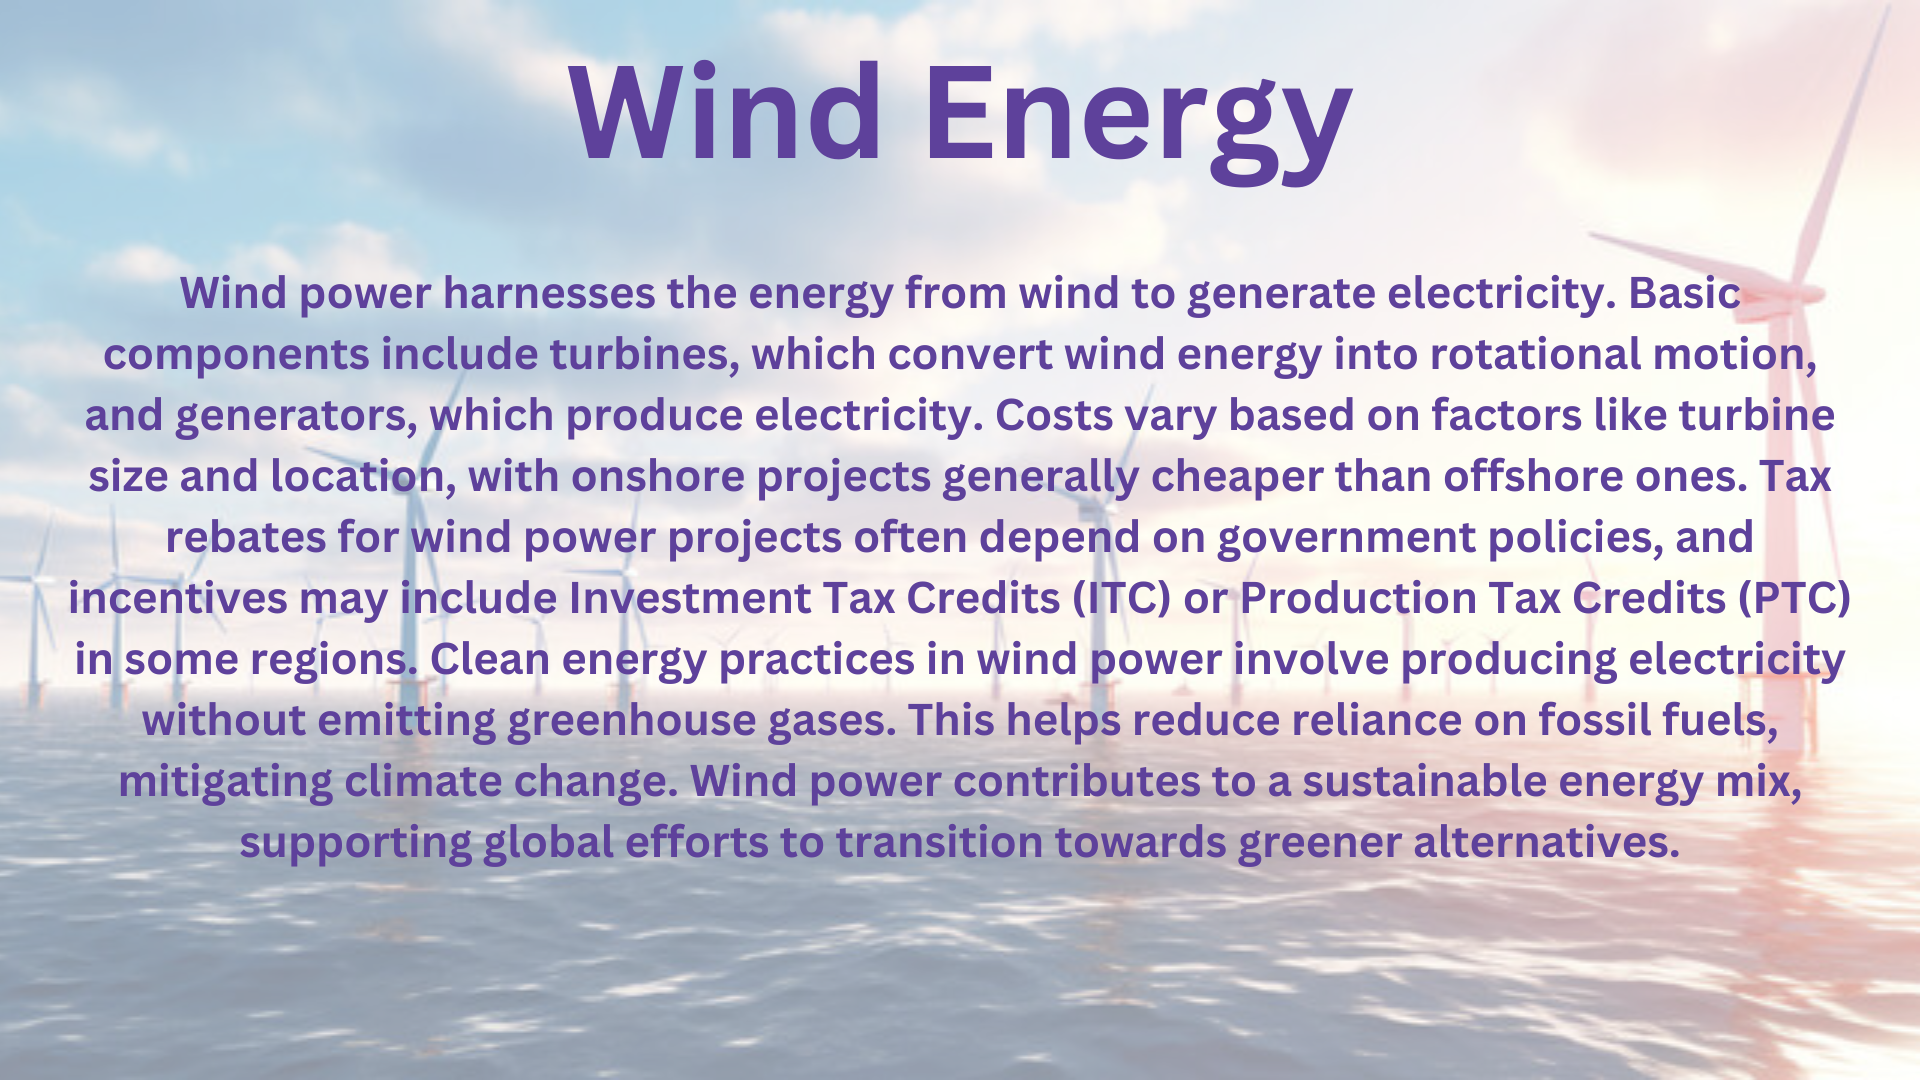 Wind Energy
Wind power harnesses the energy from wind to generate electricity. Basic
components include turbines, which convert wind energy into rotational motion,
and generators, which produce electricity. Costs vary based on factors like turbine
size and location, with onshore projects generally cheaper than offshore ones. Tax
rebates for wind power projects often depend on government policies, and
incentives may include Investment Tax Credits (ITC) or Production Tax Credits (PTC)
in some regions. Clean energy practices in wind power involve producing electricity
without emitting greenhouse gases. This helps reduce reliance on fossil fuels,
mitigating climate change. Wind power contributes to a sustainable energy mix,
supporting global efforts to transition towards greener alternatives.